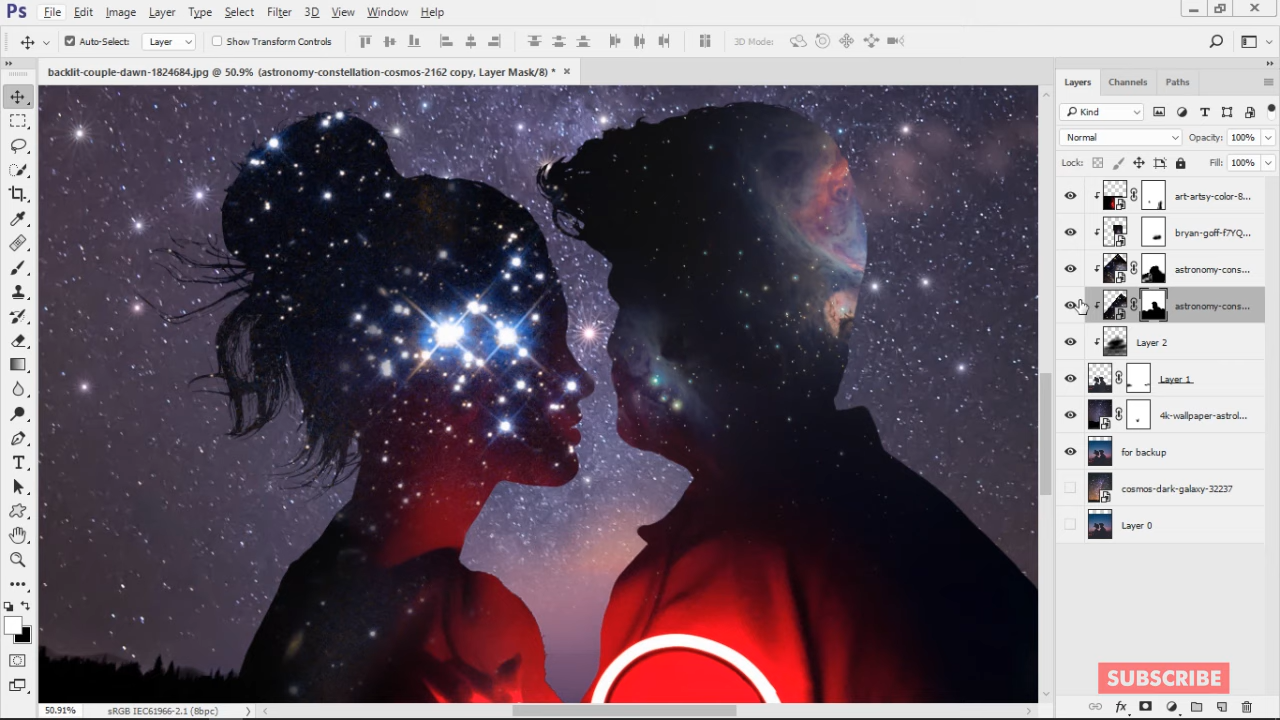 Ps File Edit Image Layer Type Select Filter 3D View Window Help
Auto-Select: Layer Show Transform Controls 3D Mode:
backlit-couple-dawn-1824684.jpg @ 50.9% (astronomy-constellation-cosmos-2162 copy, Layer Mask/8) * ×
Layers Channels Paths
Kind
Normal Opacity: 100%
Lock: Fill: 100%
art-artsy-color-8...
bryan-goff-f7YQ...
astronomy-cons...
astronomy-cons...
Layer 2
Layer 1
4k-wallpaper-astrol...
for backup
cosmos-dark-galaxy-32237
Layer 0
SUBSCRIBE
50.91% sRGB IEC61966-2.1 (8bpc)